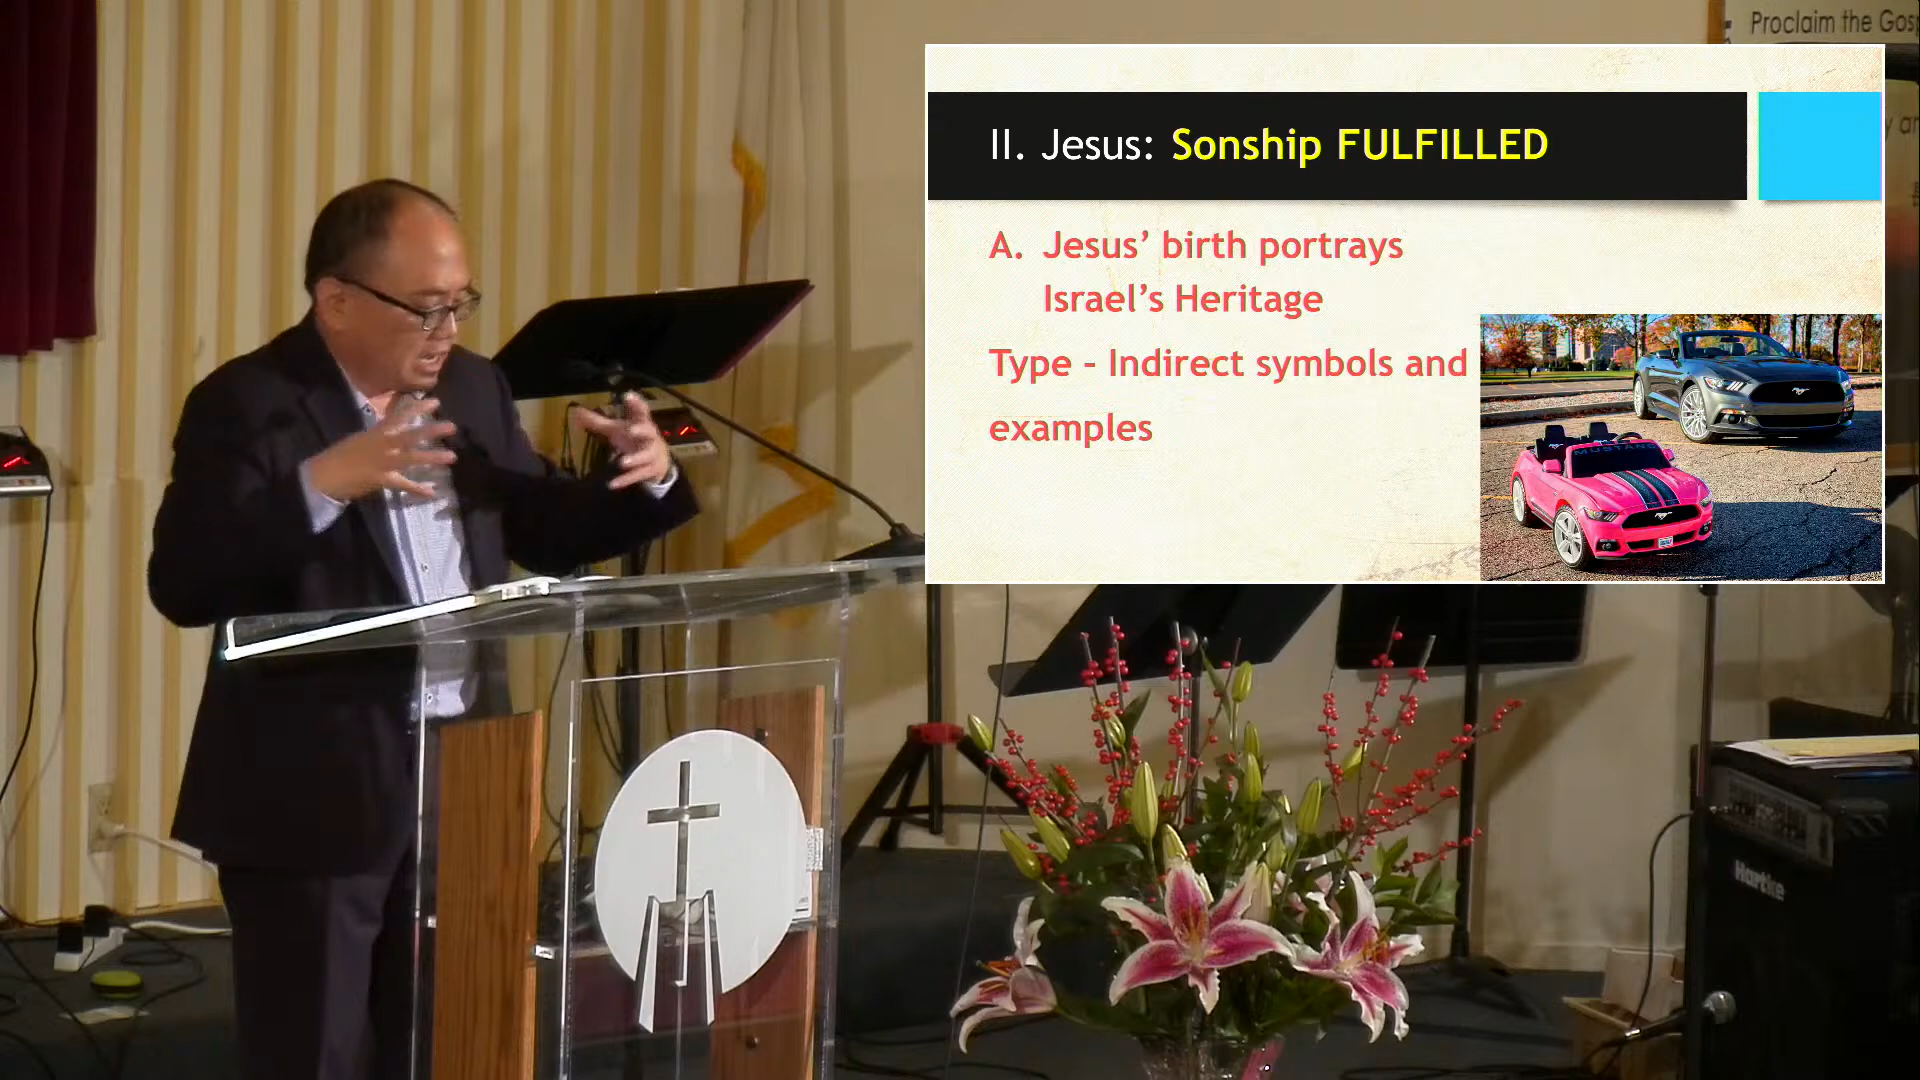 Proclaim the Gos
II. Jesus: Sonship FULFILLED
A. Jesus’ birth portrays
Israel’s Heritage
Type – Indirect symbols and
examples
MUSTANG
Hartke